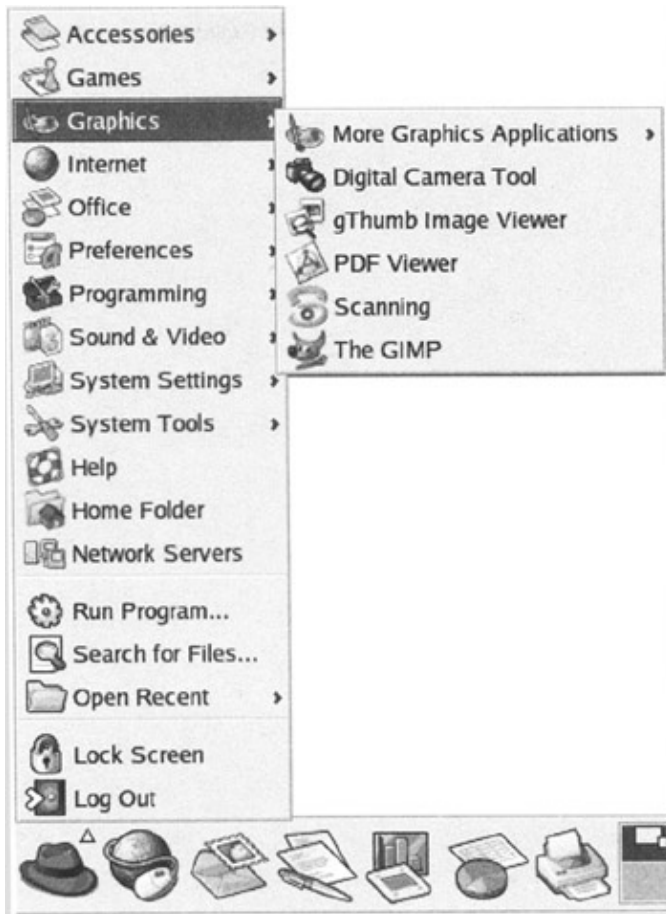 Accessories
Games
Graphics
Internet
Office
Preferences
Programming
Sound & Video
System Settings
System Tools
Help
Home Folder
Network Servers
Run Program...
Search for Files...
Open Recent
Lock Screen
Log Out
More Graphics Applications
Digital Camera Tool
gThumb Image Viewer
PDF Viewer
Scanning
The GIMP